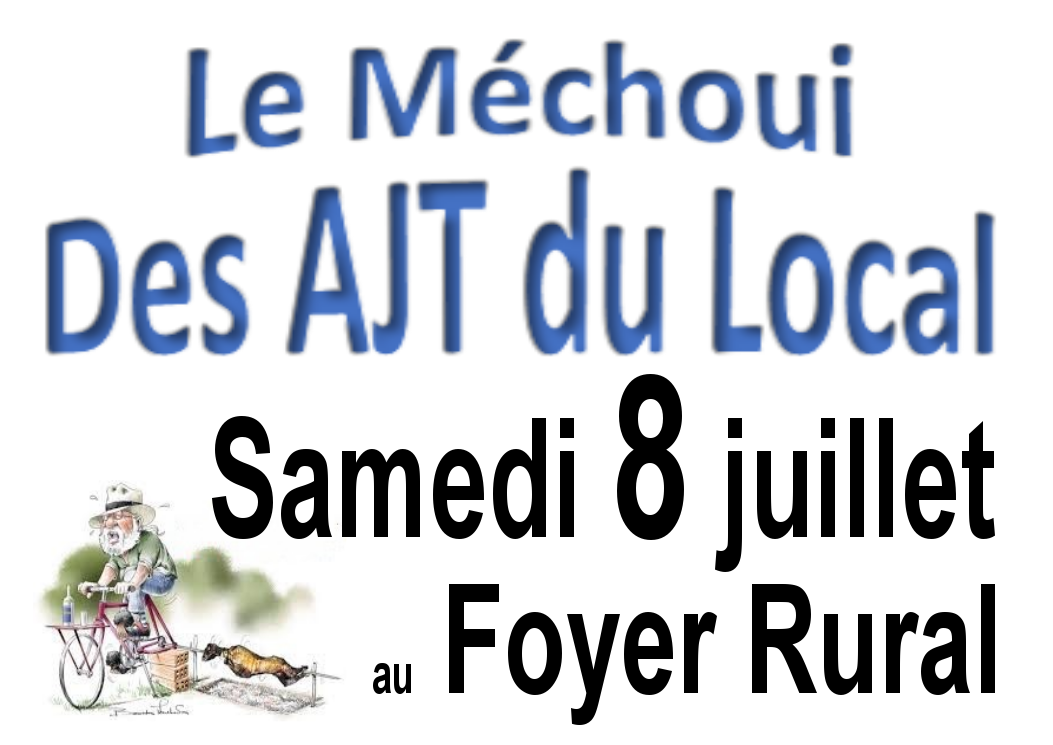 Le Méchoui
Des AJT du Local
Samedi 8 juillet
au Foyer Rural